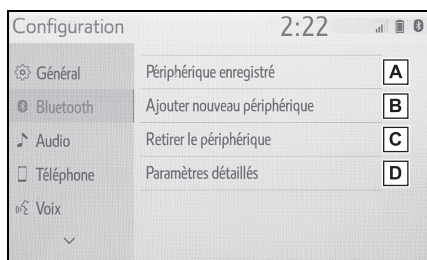 Configuration 2:22
Général
Bluetooth
Audio
Téléphone
Voix
Périphérique enregistré A
Ajouter nouveau périphérique B
Retirer le périphérique C
Paramètres détaillés D